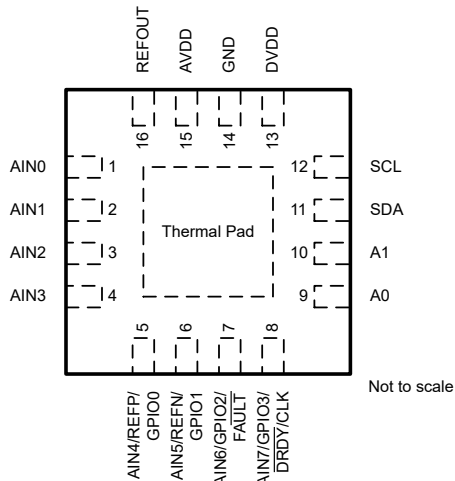 REFOUT
AVDD
GND
DVDD
16
15
14
13
AIN0
1
12
SCL
AIN1
2
11
SDA
Thermal Pad
AIN2
3
10
A1
AIN3
4
9
A0
5
6
7
8
AIN4/REFP/
GPIO0
AIN5/REFN/
GPIO1
AIN6/GPIO2/
FAULT
AIN7/GPIO3/
DRDY/CLK
Not to scale